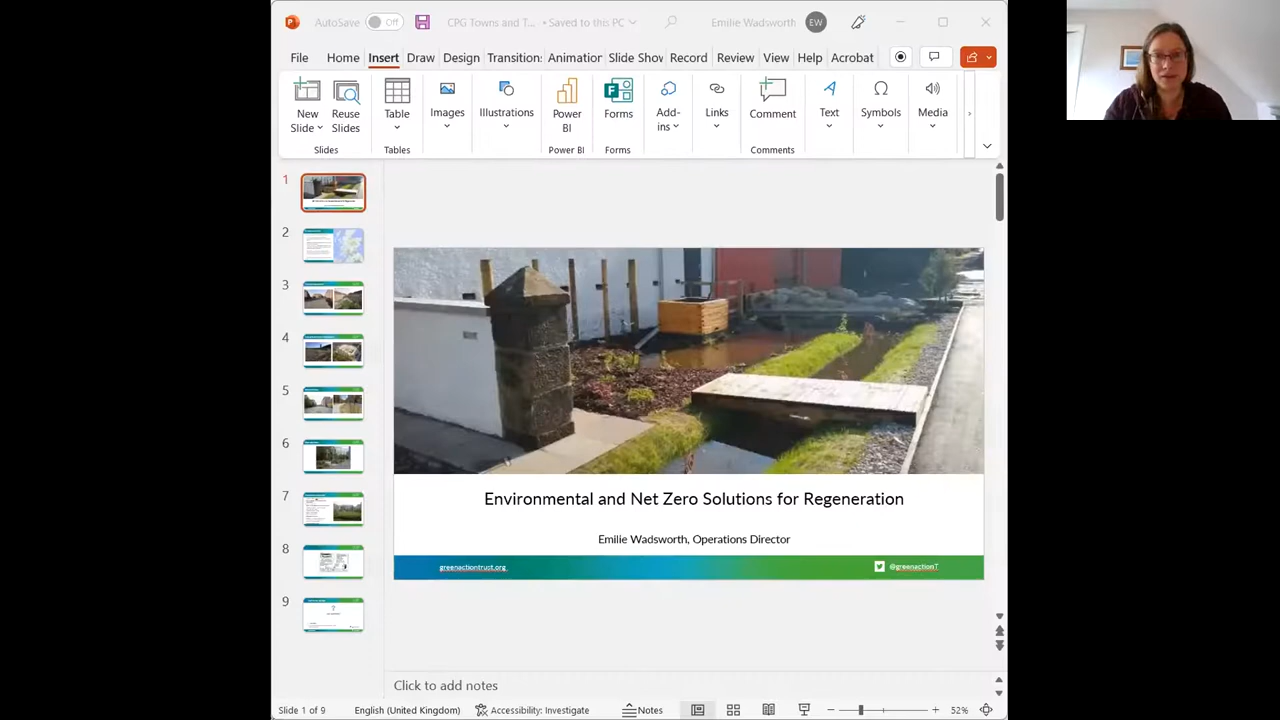 AutoSave
Off
CPG Towns and T... • Saved to this PC
Emilie Wadsworth
EW
File
Home
Insert
Draw
Design
Transition:
Animation
Slide Shov
Record
Review
View
Help
Acrobat
New
Slide
Reuse
Slides
Table
Images
Illustrations
Power
BI
Forms
Add-
ins
Links
Comment
Text
Symbols
Media
Slides
Tables
Power BI
Forms
Comments
1
2
3
4
5
6
7
8
9
Environmental and Net Zero Solutions for Regeneration
Emilie Wadsworth, Operations Director
greenactiontrust.org
@greenactionT
Click to add notes
Slide 1 of 9
English (United Kingdom)
Accessibility: Investigate
Notes
52%